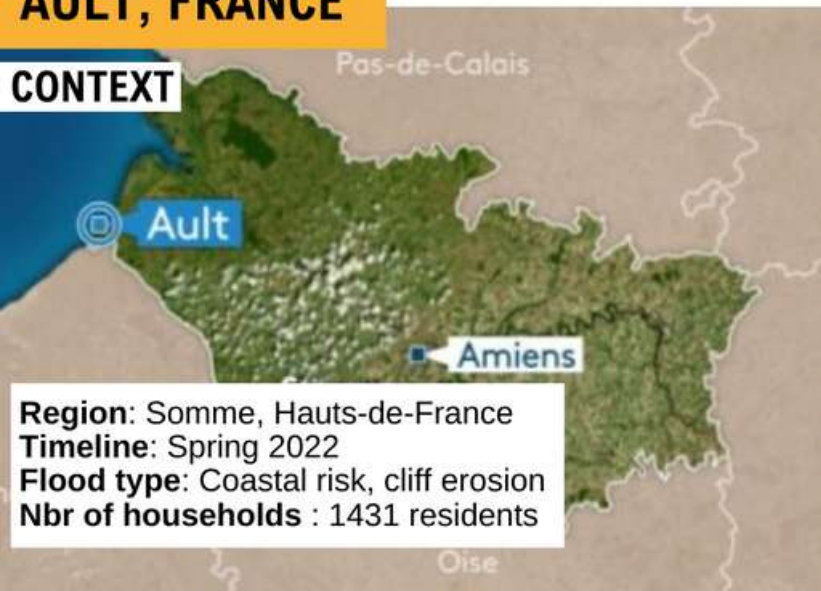 AULT, FRANCE
CONTEXT
Pas-de-Calais
Ault
Amiens
Region: Somme, Hauts-de-France
Timeline: Spring 2022
Flood type: Coastal risk, cliff erosion
Nbr of households : 1431 residents
Oise